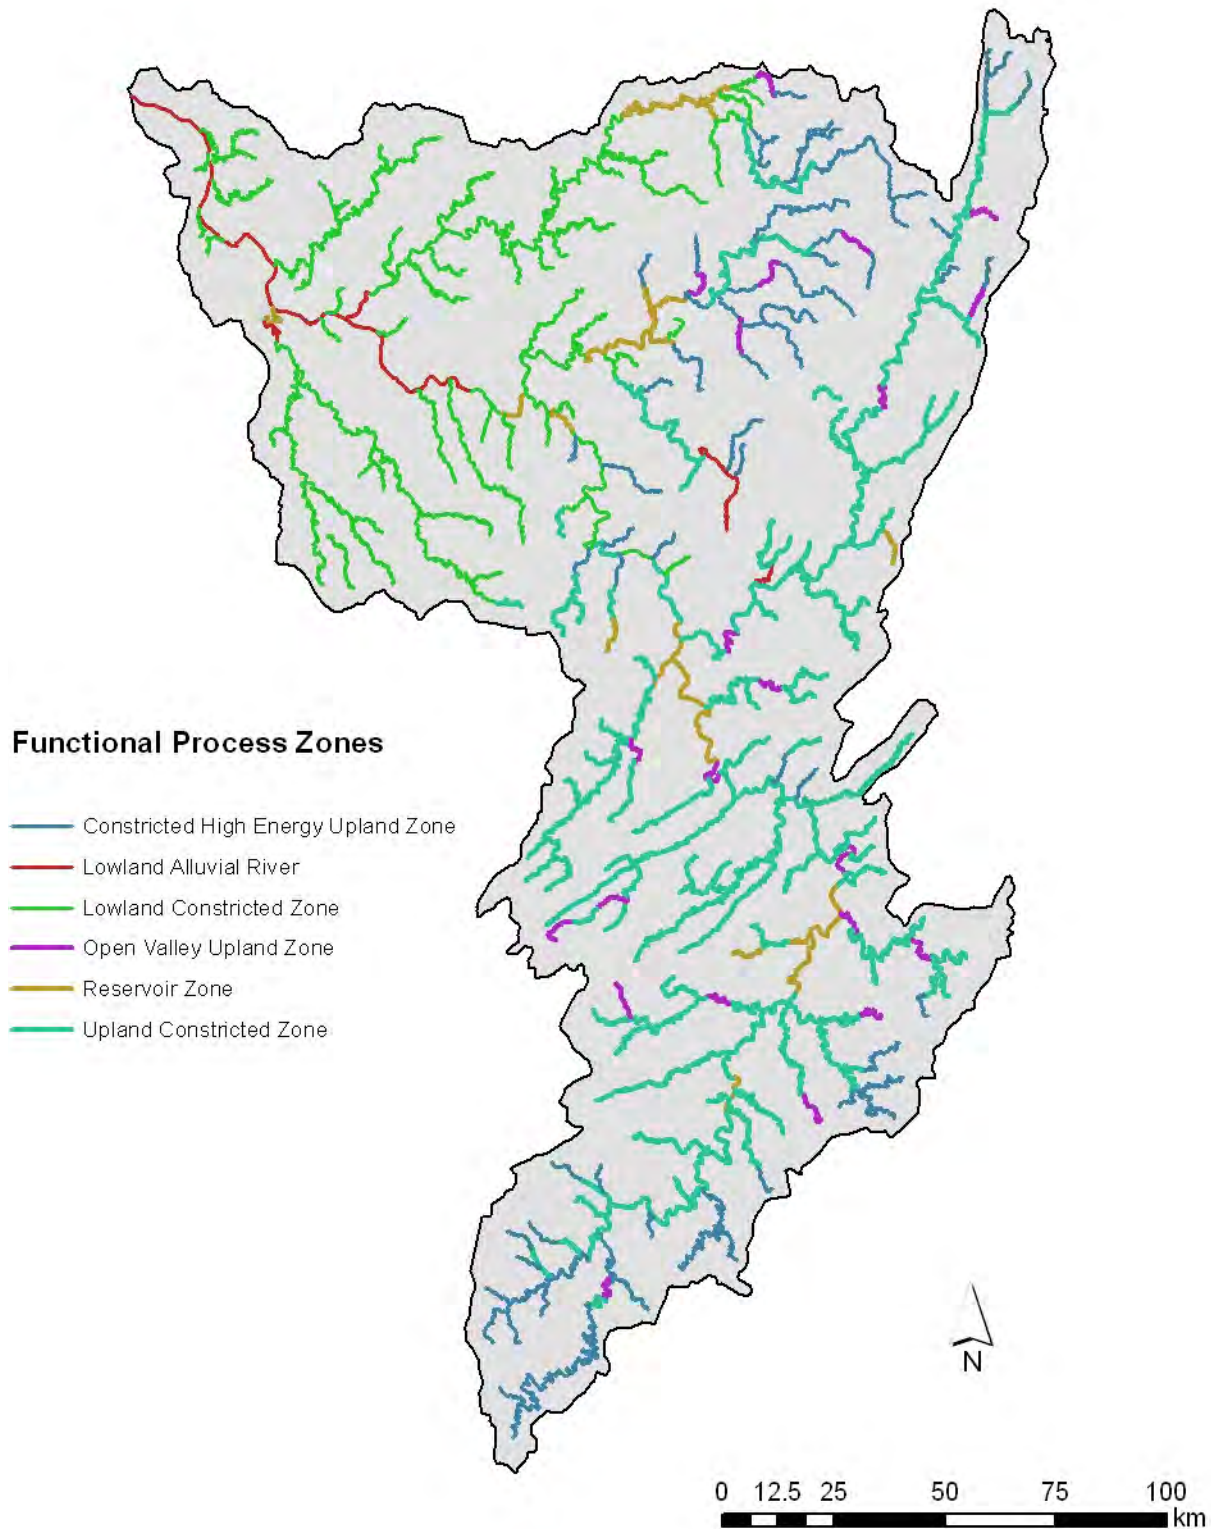 Functional Process Zones
Constricted High Energy Upland Zone
Lowland Alluvial River
Lowland Constricted Zone
Open Valley Upland Zone
Reservoir Zone
Upland Constricted Zone
N
0 12.5 25 50 75 100
km